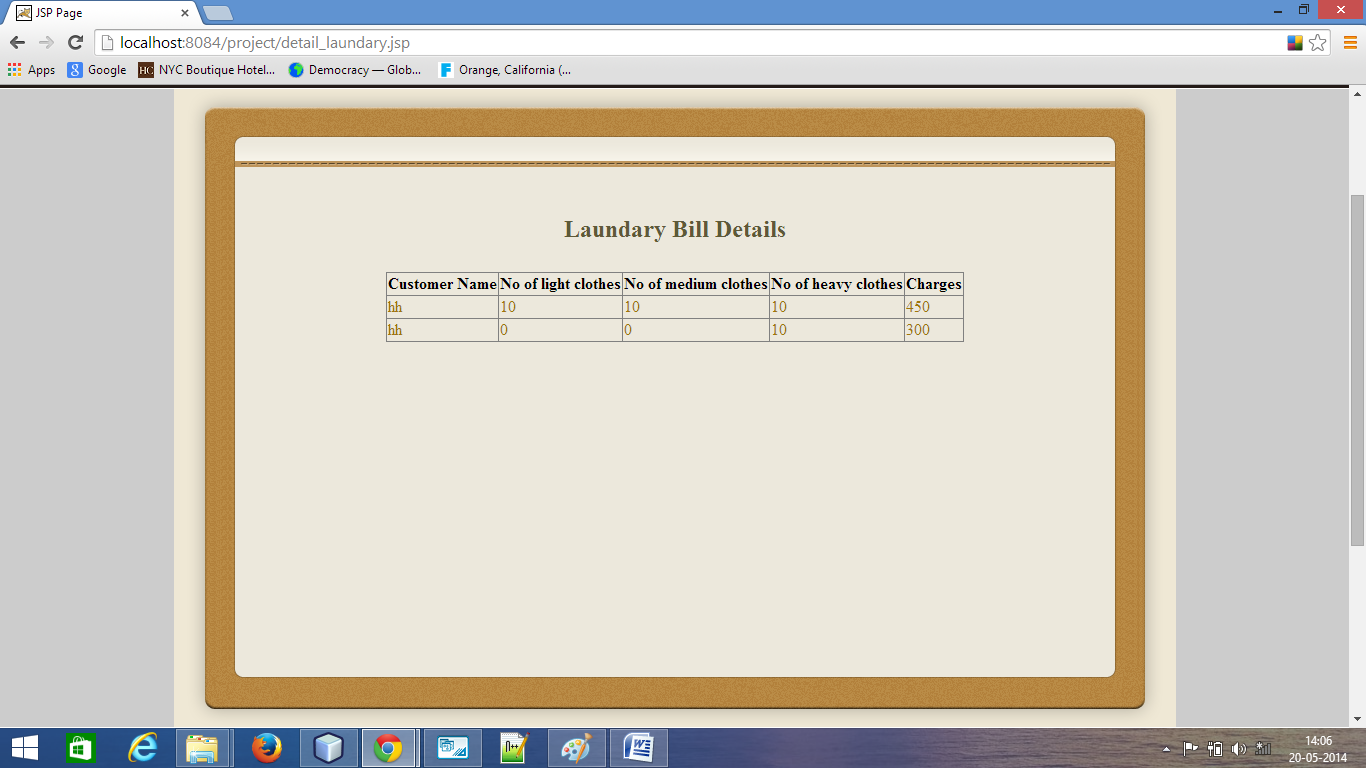 JSP Page
localhost:8084/project/detail_laundary.jsp
Apps Google HC NYC Boutique Hotel... Democracy — Glob... Orange, California (...
Laundary Bill Details
Customer Name No of light clothes No of medium clothes No of heavy clothes Charges
hh 10 10 10 450
hh 0 0 10 300
14:06
20-05-2014